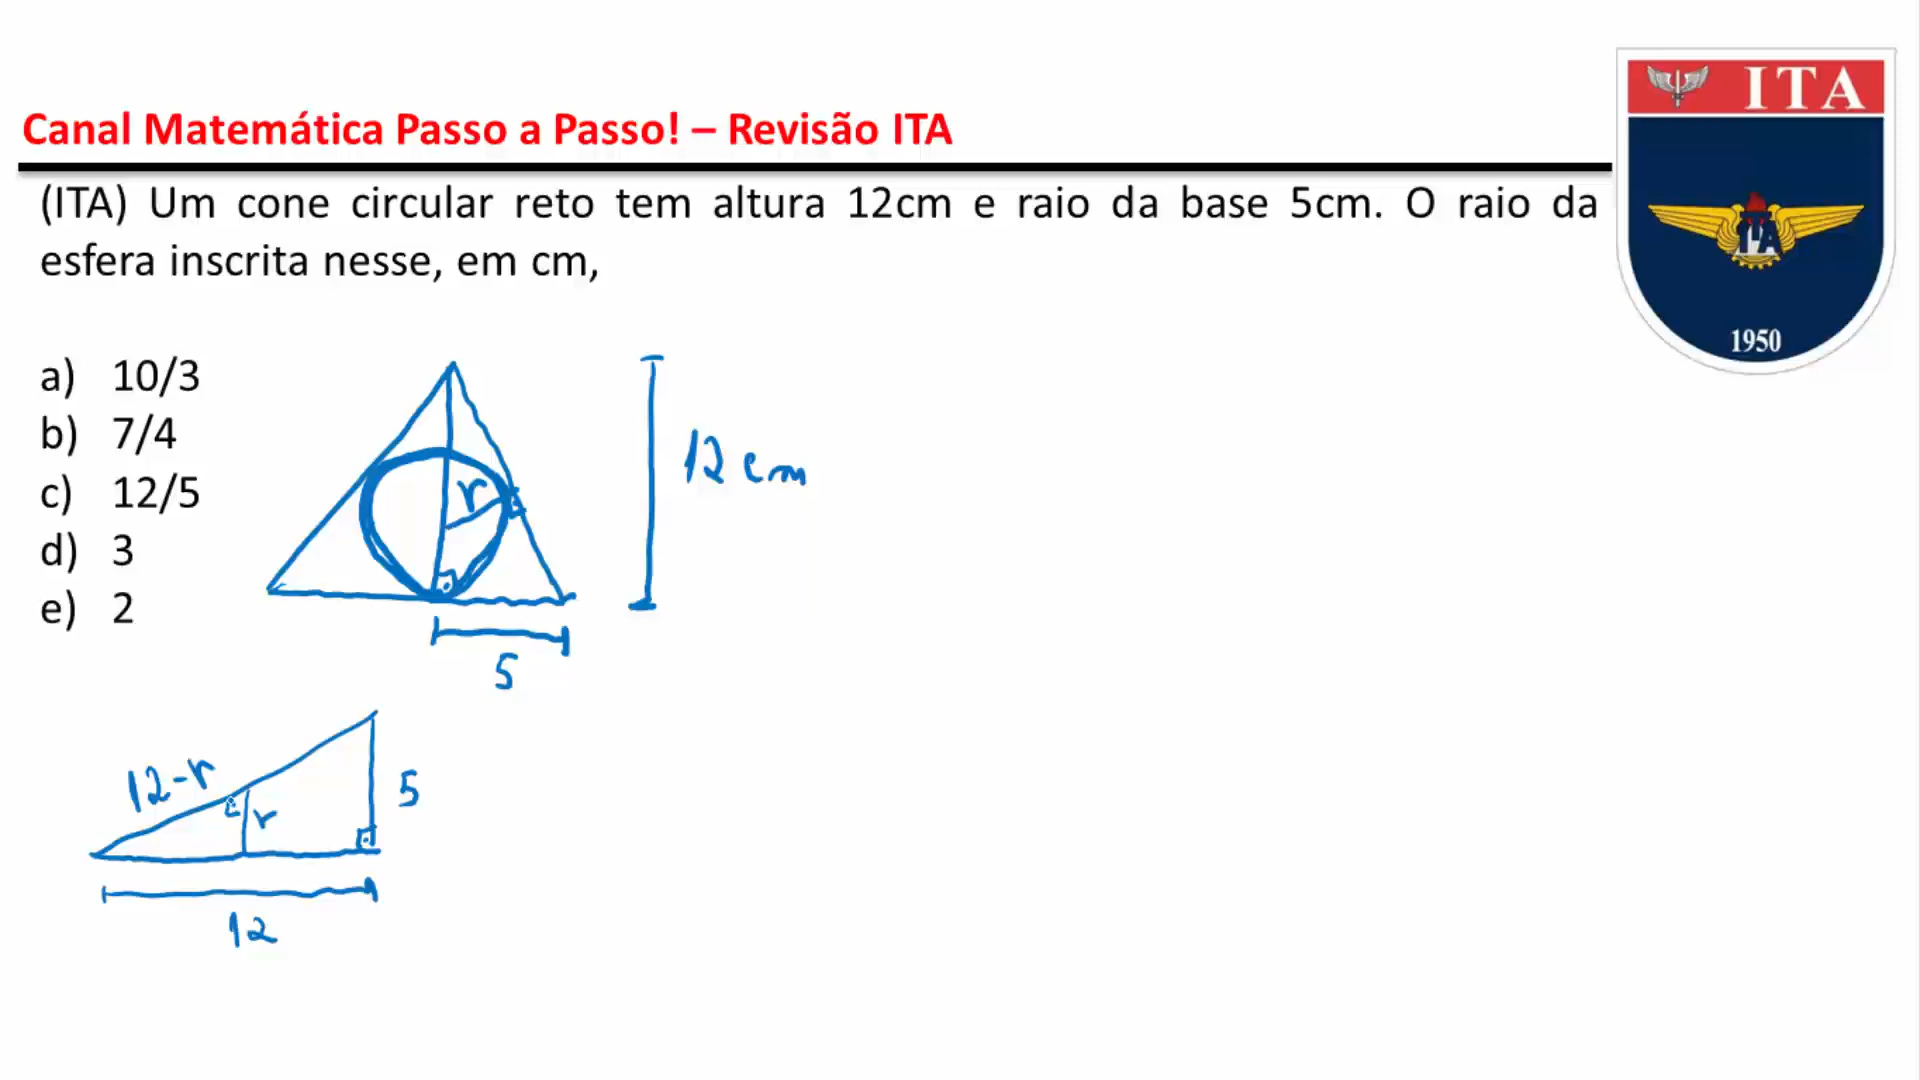 ITA
Canal Matemática Passo a Passo! – Revisão ITA
(ITA) Um cone circular reto tem altura 12cm e raio da base 5cm. O raio da
esfera inscrita nesse, em cm,
ITA
1950
a) 10/3
b) 7/4
c) 12/5
d) 3
e) 2
r
12 cm
5
12-r
r
5
12